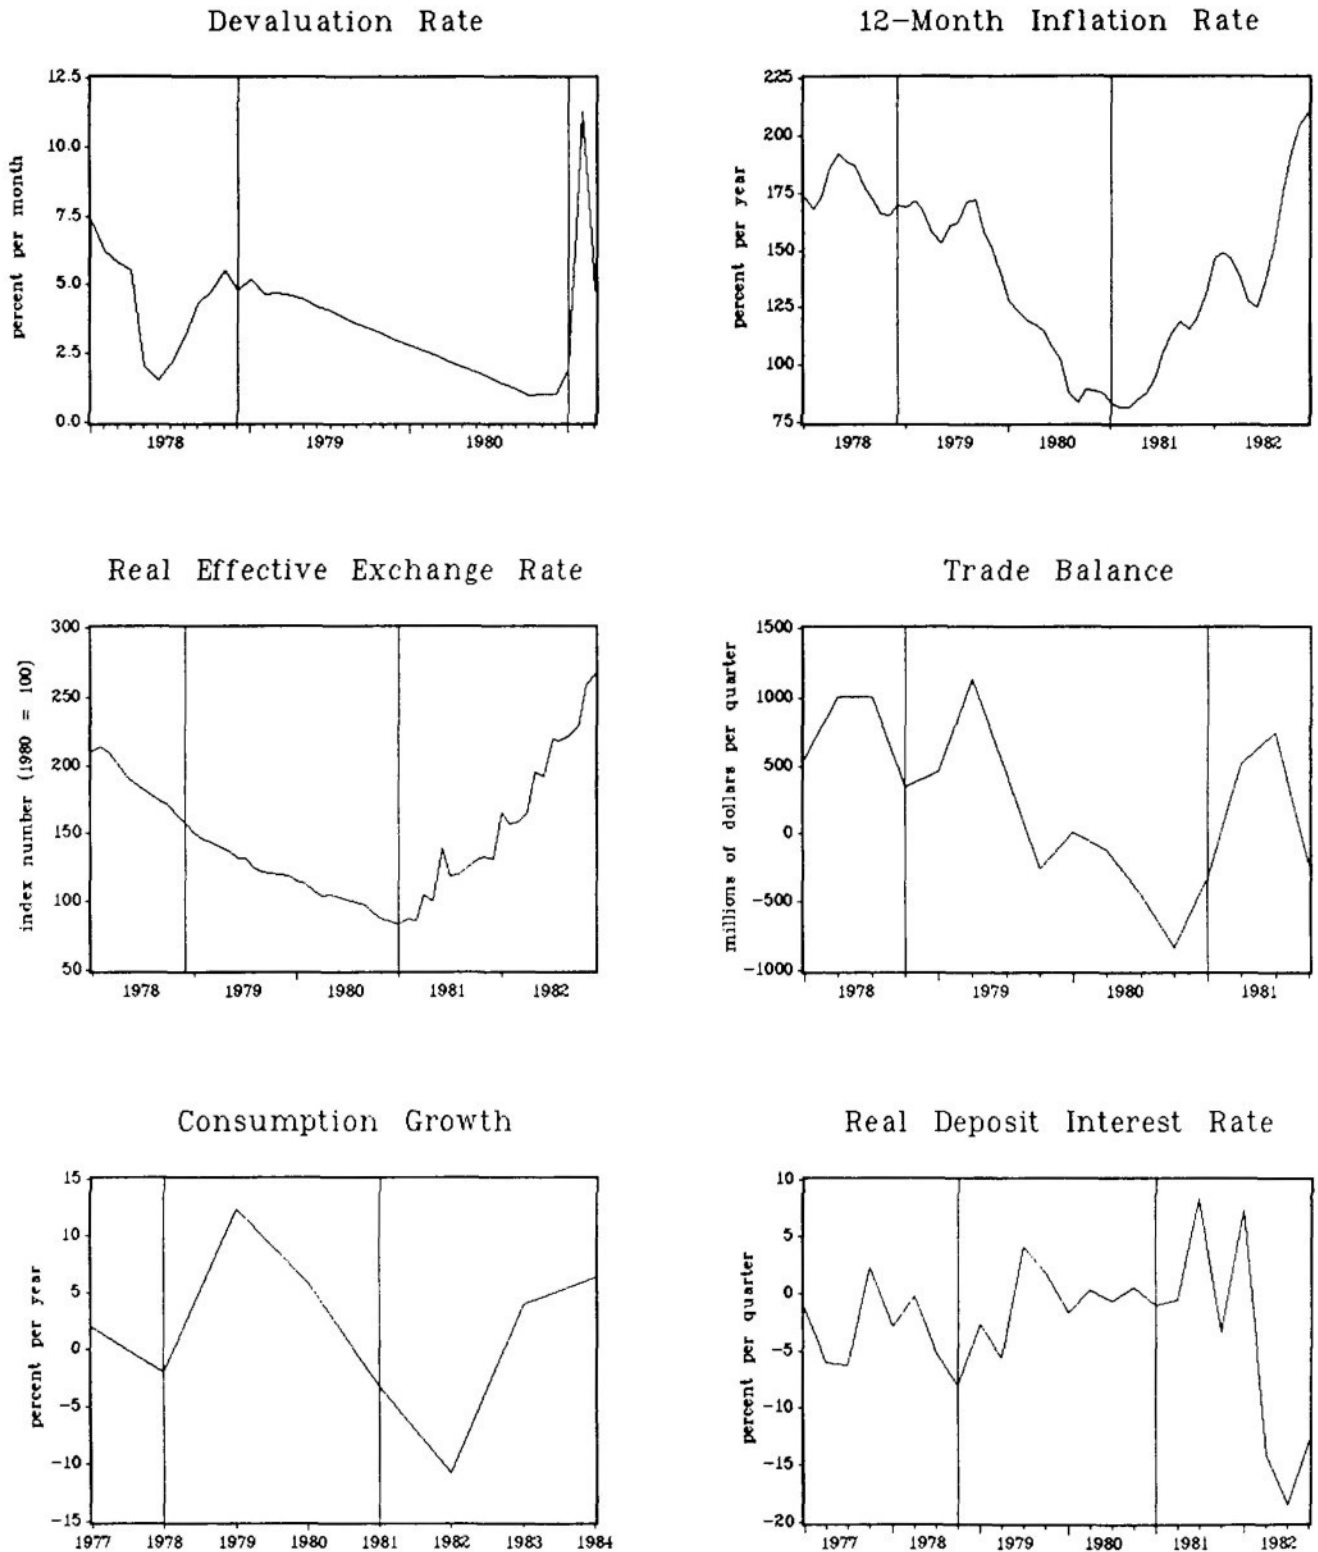 Devaluation Rate
12.5
10.0
7.5
5.0
2.5
0.0
percent per month
1978 1979 1980
12-Month Inflation Rate
225
200
175
150
125
100
75
percent per year
1978 1979 1980 1981 1982
Real Effective Exchange Rate
300
250
200
150
100
50
index number (1980 = 100)
1978 1979 1980 1981 1982
Trade Balance
1500
1000
500
0
-500
-1000
millions of dollars per quarter
1978 1979 1980 1981
Consumption Growth
15
10
5
0
-5
-10
-15
percent per year
1977 1978 1979 1980 1981 1982 1983 1984
Real Deposit Interest Rate
10
5
0
-5
-10
-15
-20
percent per quarter
1977 1978 1979 1980 1981 1982